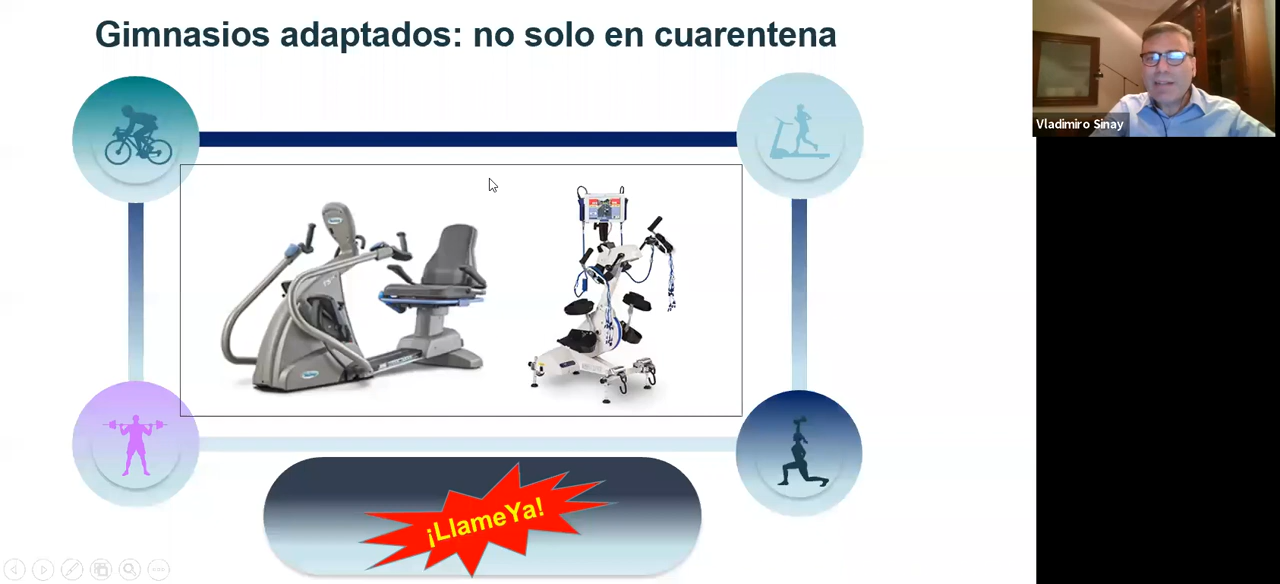 Gimnasios adaptados: no solo en cuarentena
Vladimiro Sinay
¡LlameYa!